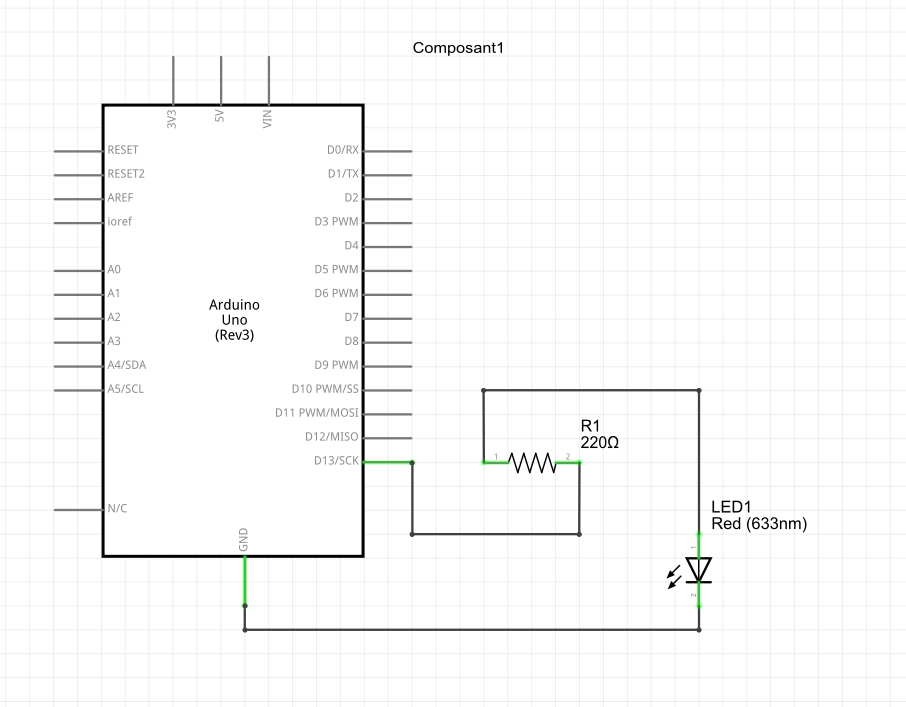 Composant1
3V3
5V
VIN
RESET
RESET2
AREF
ioref
A0
A1
A2
A3
A4/SDA
A5/SCL
N/C
D0/RX
D1/TX
D2
D3 PWM
D4
D5 PWM
D6 PWM
D7
D8
D9 PWM
D10 PWM/SS
D11 PWM/MOSI
D12/MISO
D13/SCK
Arduino
Uno
(Rev3)
GND
R1
220Ω
1
2
LED1
Red (633nm)
1
2